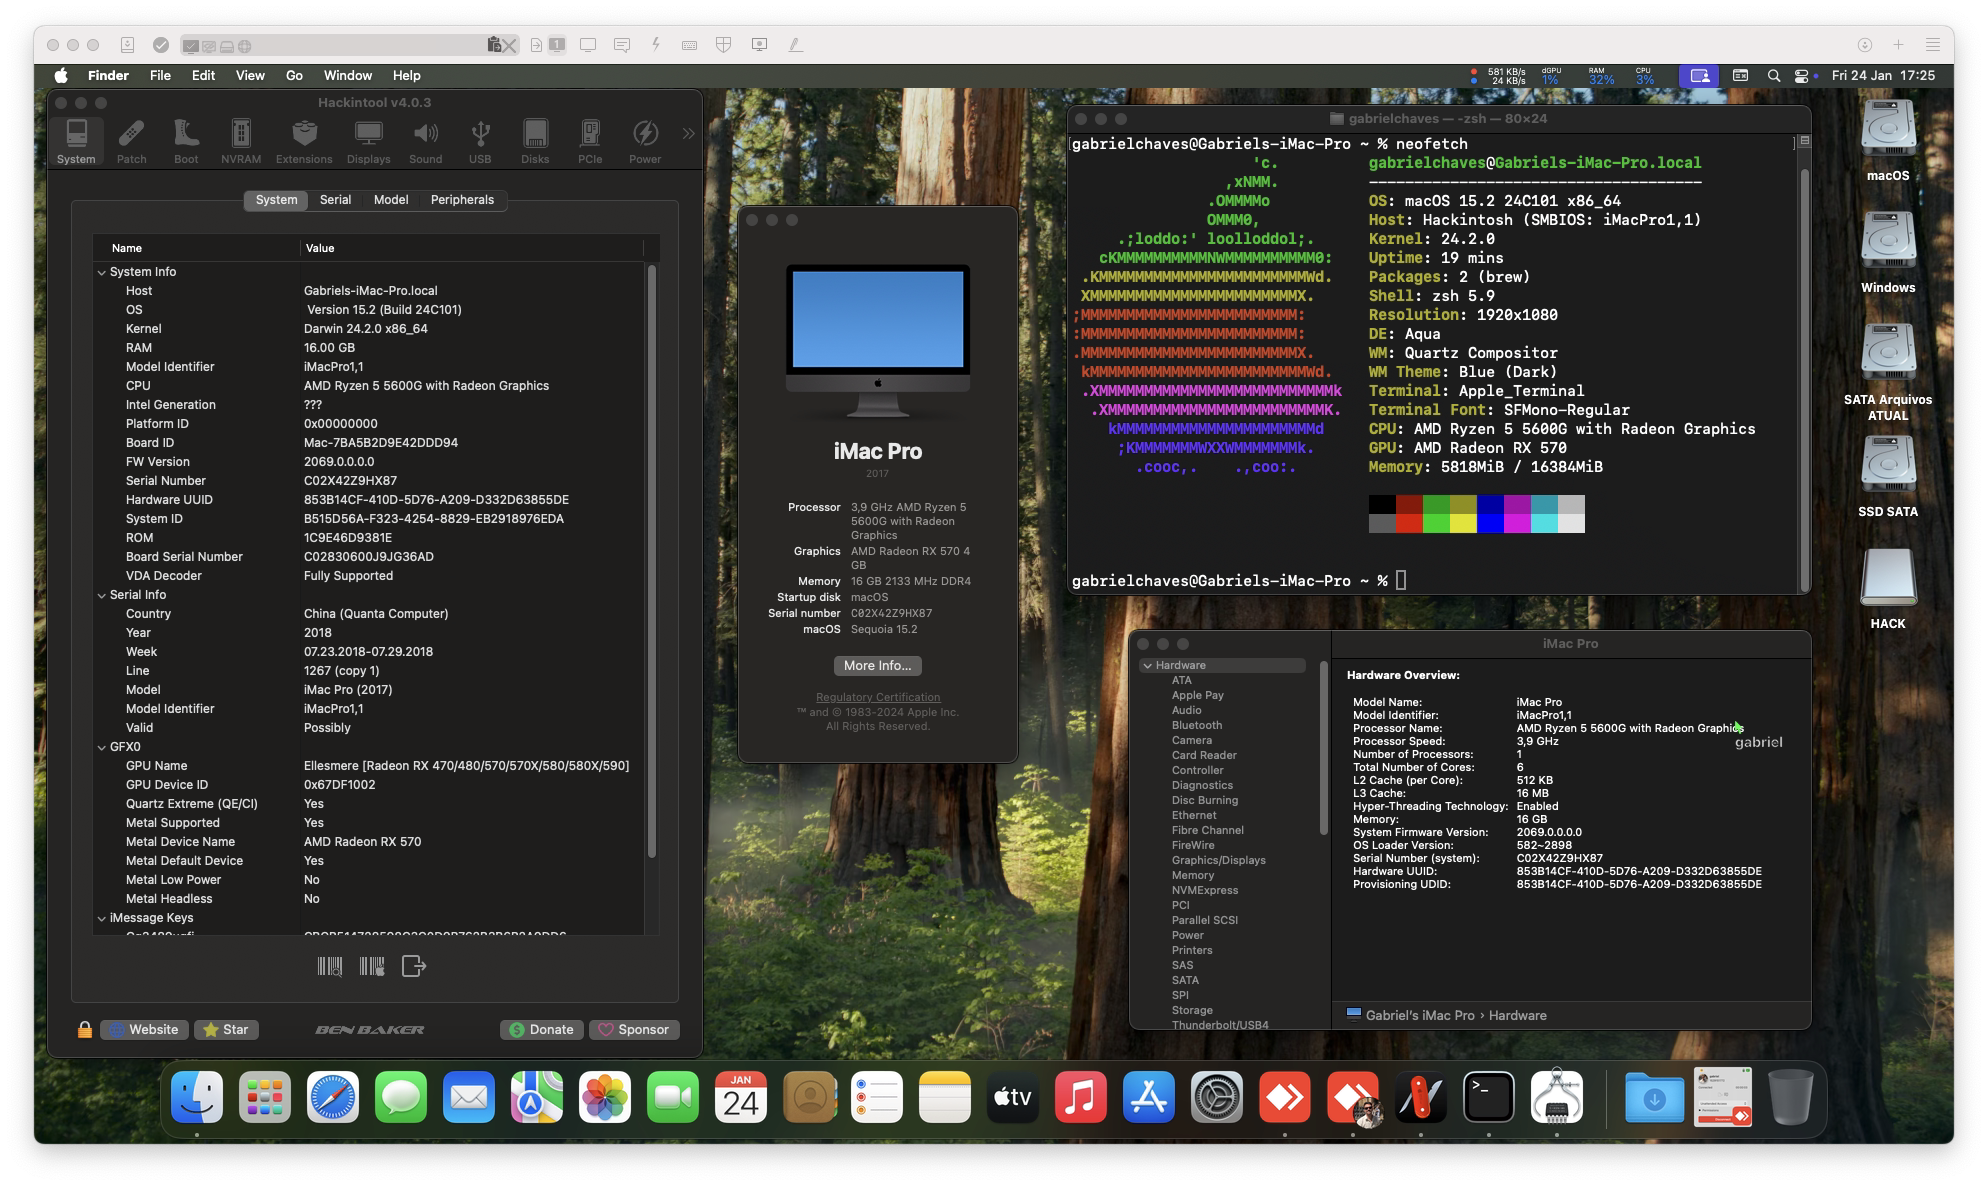 1
Finder File Edit View Go Window Help
581 KB/s
24 KB/s
dGPU
1%
RAM
32%
CPU
3%
Fri 24 Jan 17:25
Hackintool v4.0.3
System Patch Boot NVRAM Extensions Displays Sound USB Disks PCIe Power
System Serial Model Peripherals
Name Value
System Info
Host Gabriels-iMac-Pro.local
OS Version 15.2 (Build 24C101)
Kernel Darwin 24.2.0 x86_64
RAM 16.00 GB
Model Identifier iMacPro1,1
CPU AMD Ryzen 5 5600G with Radeon Graphics
Intel Generation ???
Platform ID 0x00000000
Board ID Mac-7BA5B2D9E42DDD94
FW Version 2069.0.0.0.0
Serial Number C02X42Z9HX87
Hardware UUID 853B14CF-410D-5D76-A209-D332D63855DE
System ID B515D56A-F323-4254-8829-EB2918976EDA
ROM 1C9E46D9381E
Board Serial Number C02830600J9JG36AD
VDA Decoder Fully Supported
Serial Info
Country China (Quanta Computer)
Year 2018
Week 07.23.2018-07.29.2018
Line 1267 (copy 1)
Model iMac Pro (2017)
Model Identifier iMacPro1,1
Valid Possibly
GFX0
GPU Name Ellesmere [Radeon RX 470/480/570/570X/580/580X/590]
GPU Device ID 0x67DF1002
Quartz Extreme (QE/CI) Yes
Metal Supported Yes
Metal Device Name AMD Radeon RX 570
Metal Default Device Yes
Metal Low Power No
Metal Headless No
iMessage Keys
Website Star BEN BAKER Donate Sponsor
iMac Pro
2017
Processor 3,9 GHz AMD Ryzen 5
5600G with Radeon
Graphics
Graphics AMD Radeon RX 570 4
GB
Memory 16 GB 2133 MHz DDR4
Startup disk macOS
Serial number C02X42Z9HX87
macOS Sequoia 15.2
More Info...
Regulatory Certification
™ and © 1983-2024 Apple Inc.
All Rights Reserved.
gabrielchaves — -zsh — 80×24
[gabrielchaves@Gabriels-iMac-Pro ~ % neofetch ]
'c. gabrielchaves@Gabriels-iMac-Pro.local
,xNMM. -------------------------------------
.OMMMMo OS: macOS 15.2 24C101 x86_64
OMMM0, Host: Hackintosh (SMBIOS: iMacPro1,1)
.;loddo:' loolloddol;. Kernel: 24.2.0
cKMMMMMMMMMMNWMMMMMMMMMM0: Uptime: 19 mins
.KMMMMMMMMMMMMMMMMMMMMMMMWd. Packages: 2 (brew)
XMMMMMMMMMMMMMMMMMMMMMMMX. Shell: zsh 5.9
;MMMMMMMMMMMMMMMMMMMMMMMM: Resolution: 1920x1080
:MMMMMMMMMMMMMMMMMMMMMMMM: DE: Aqua
.MMMMMMMMMMMMMMMMMMMMMMMMX. WM: Quartz Compositor
kMMMMMMMMMMMMMMMMMMMMMMMMWd. WM Theme: Blue (Dark)
.XMMMMMMMMMMMMMMMMMMMMMMMMMMk Terminal: Apple_Terminal
.XMMMMMMMMMMMMMMMMMMMMMMMMK. Terminal Font: SFMono-Regular
kMMMMMMMMMMMMMMMMMMMMMMd CPU: AMD Ryzen 5 5600G with Radeon Graphics
;KMMMMMMMWXXWMMMMMMMk. GPU: AMD Radeon RX 570
.cooc,. .,coo:. Memory: 5818MiB / 16384MiB
gabrielchaves@Gabriels-iMac-Pro ~ %
iMac Pro
Hardware
ATA
Apple Pay
Audio
Bluetooth
Camera
Card Reader
Controller
Diagnostics
Disc Burning
Ethernet
Fibre Channel
FireWire
Graphics/Displays
Memory
NVMExpress
PCI
Parallel SCSI
Power
Printers
SAS
SATA
SPI
Storage
Thunderbolt/USB4
Hardware Overview:
Model Name: iMac Pro
Model Identifier: iMacPro1,1
Processor Name: AMD Ryzen 5 5600G with Radeon Graphics
Processor Speed: 3,9 GHz
Number of Processors: 1
Total Number of Cores: 6
L2 Cache (per Core): 512 KB
L3 Cache: 16 MB
Hyper-Threading Technology: Enabled
Memory: 16 GB
System Firmware Version: 2069.0.0.0.0
OS Loader Version: 582~2898
Serial Number (system): C02X42Z9HX87
Hardware UUID: 853B14CF-410D-5D76-A209-D332D63855DE
Provisioning UDID: 853B14CF-410D-5D76-A209-D332D63855DE
gabriel
Gabriel's iMac Pro › Hardware
macOS
Windows
SATA Arquivos
ATUAL
SSD SATA
HACK
JAN
24
tv
>_